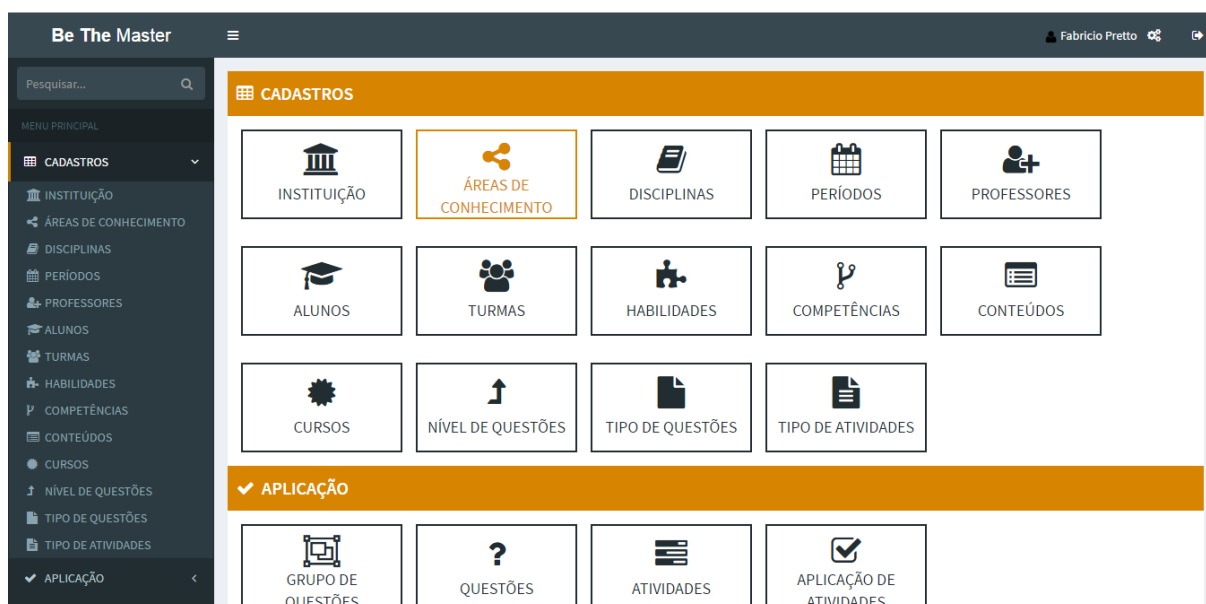 Be The Master
Fabricio Pretto
Pesquisar...
MENU PRINCIPAL
CADASTROS
INSTITUIÇÃO
ÁREAS DE CONHECIMENTO
DISCIPLINAS
PERÍODOS
PROFESSORES
ALUNOS
TURMAS
HABILIDADES
COMPETÊNCIAS
CONTEÚDOS
CURSOS
NÍVEL DE QUESTÕES
TIPO DE QUESTÕES
TIPO DE ATIVIDADES
APLICAÇÃO
CADASTROS
INSTITUIÇÃO
ÁREAS DE
CONHECIMENTO
DISCIPLINAS
PERÍODOS
PROFESSORES
ALUNOS
TURMAS
HABILIDADES
COMPETÊNCIAS
CONTEÚDOS
CURSOS
NÍVEL DE QUESTÕES
TIPO DE QUESTÕES
TIPO DE ATIVIDADES
APLICAÇÃO
GRUPO DE
QUESTÕES
QUESTÕES
ATIVIDADES
APLICAÇÃO DE
ATIVIDADES